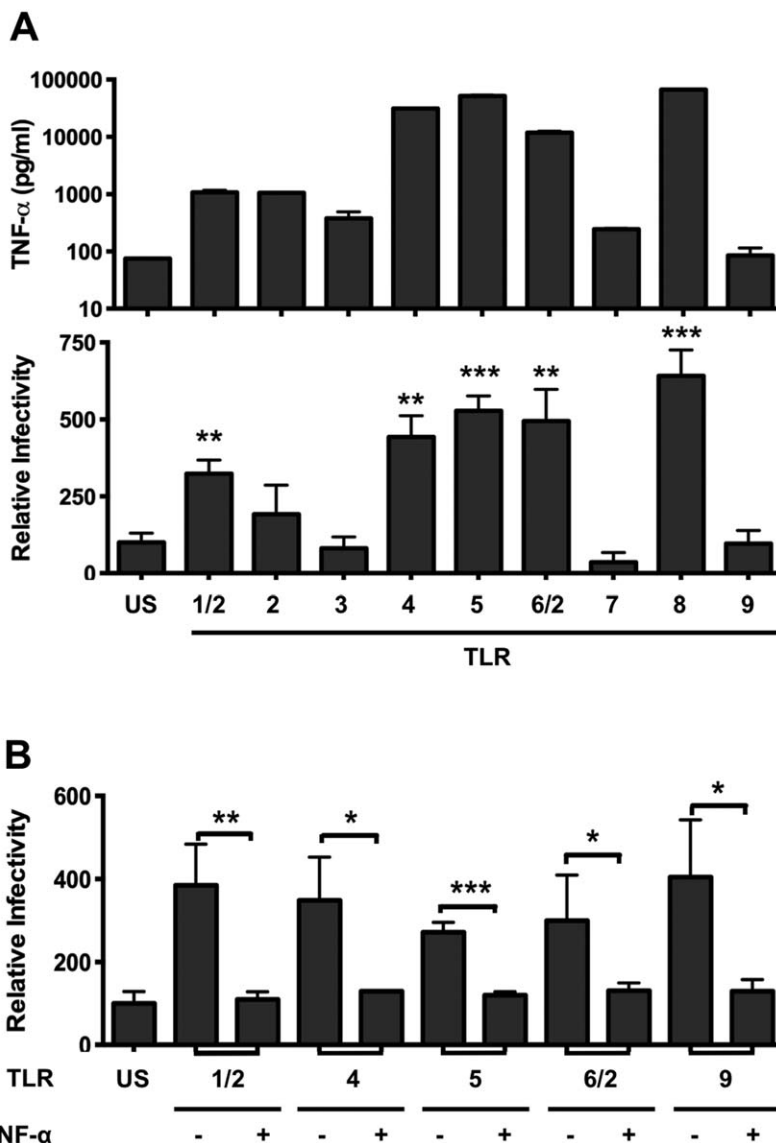 A
TNF-α (pg/ml)
100000
10000
1000
100
10
Relative Infectivity
750
500
250
0
** ** *** ** ***
US 1/2 2 3 4 5 6/2 7 8 9
TLR
B
Relative Infectivity
600
400
200
0
** * *** * *
TLR US 1/2 4 5 6/2 9
NF-α - + - + - + - + - +